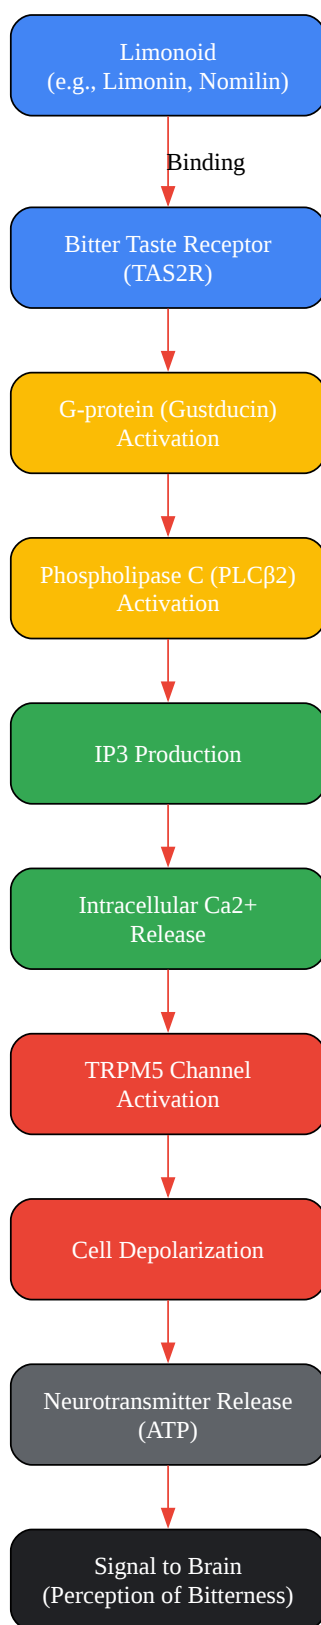 Limonoid
(e.g., Limonin, Nomilin)
Binding
Bitter Taste Receptor
(TAS2R)
G-protein (Gustducin)
Activation
Phospholipase C (PLCβ2)
Activation
IP3 Production
Intracellular Ca2+
Release
TRPM5 Channel
Activation
Cell Depolarization
Neurotransmitter Release
(ATP)
Signal to Brain
(Perception of Bitterness)